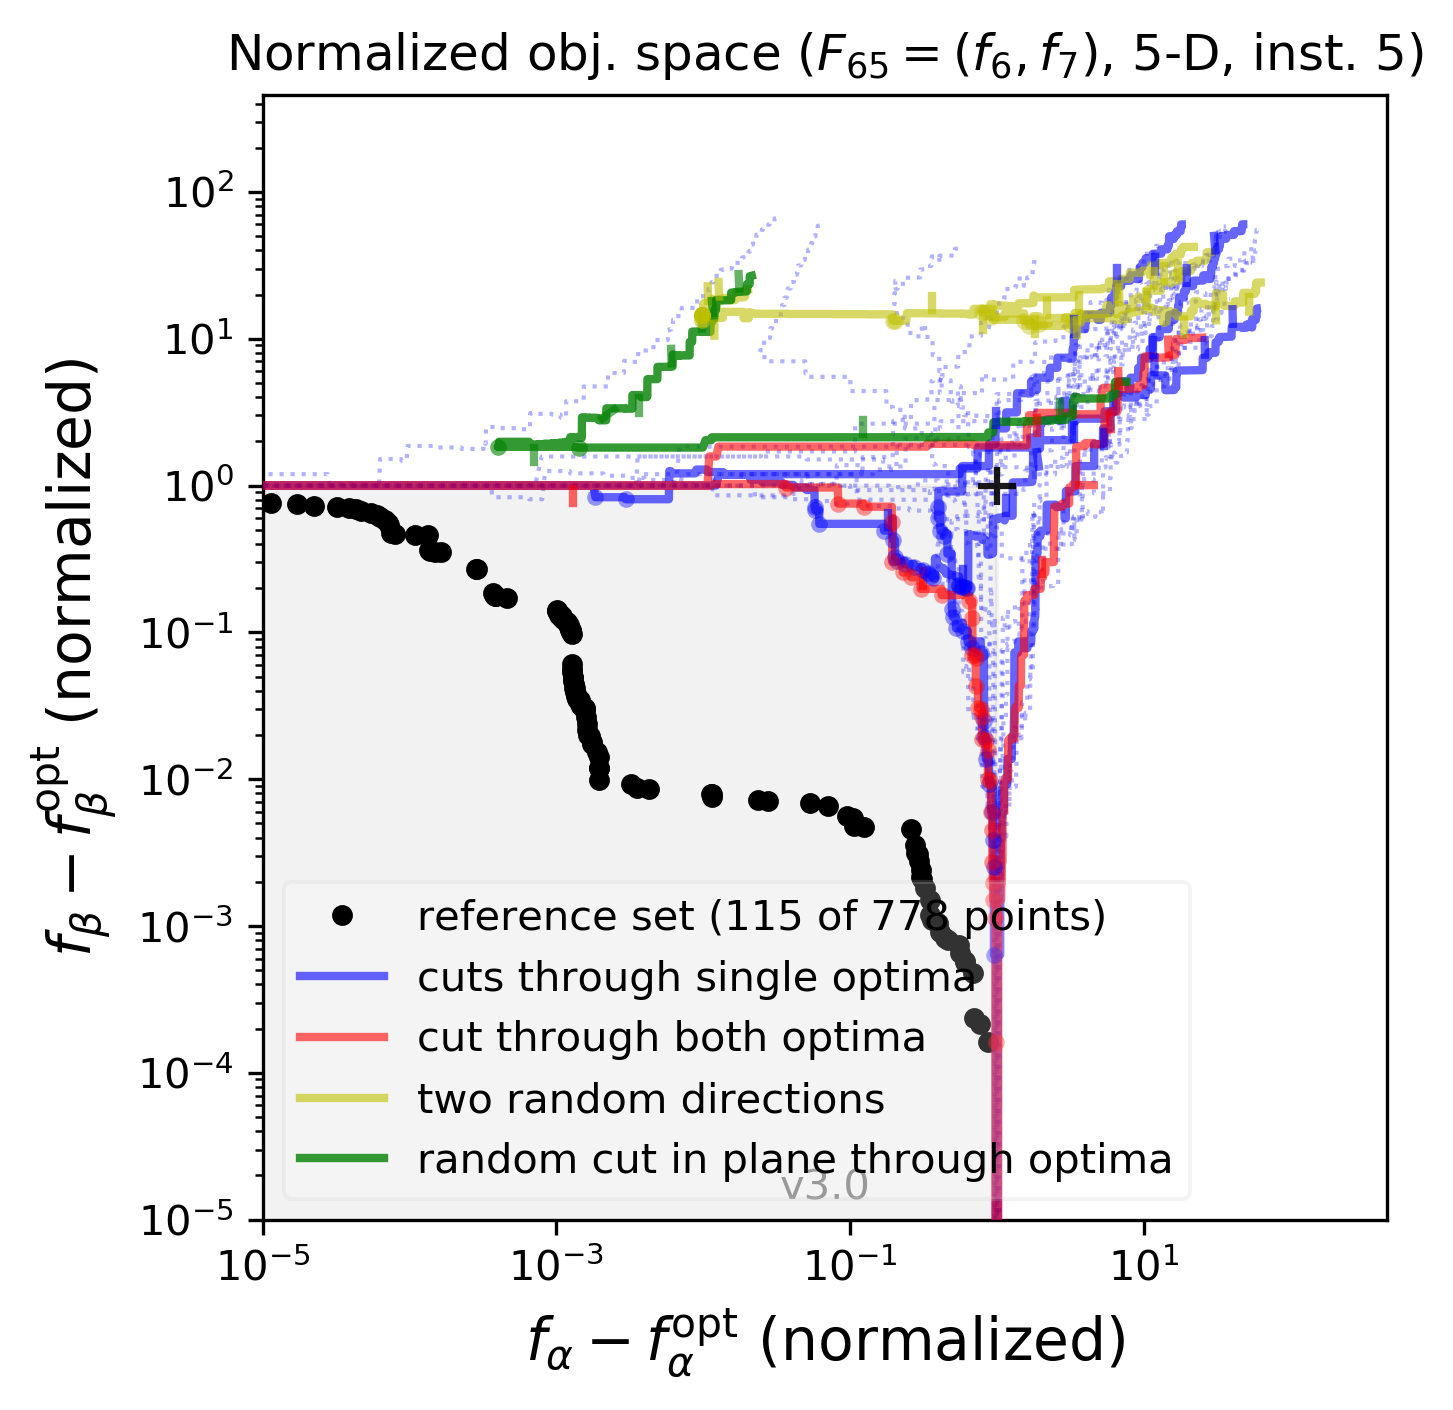 Normalized obj. space (F₆₅ = (f₆, f₇), 5-D, inst. 5)
10²
10¹
10⁰
10⁻¹
10⁻²
10⁻³
10⁻⁴
10⁻⁵
f_β − f_β^opt (normalized)
reference set (115 of 778 points)
cuts through single optima
cut through both optima
two random directions
random cut in plane through optima
v3.0
10⁻⁵ 10⁻³ 10⁻¹ 10¹
f_α − f_α^opt (normalized)